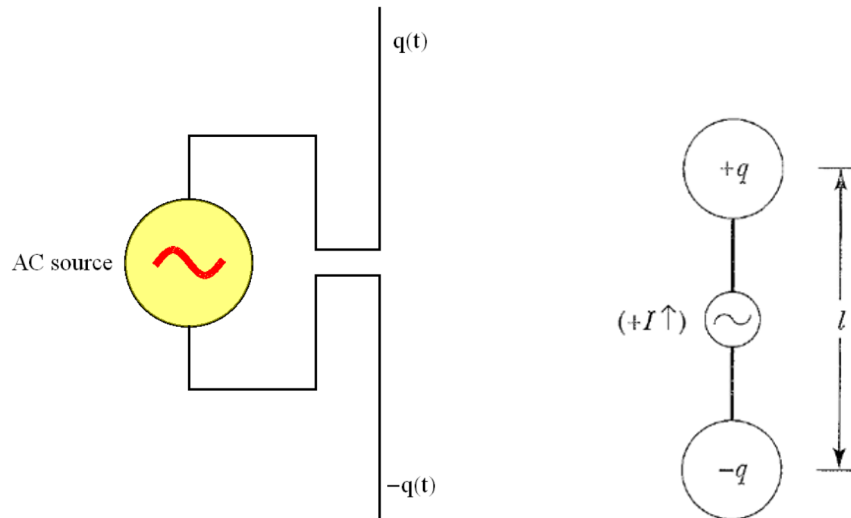 q(t)
+q
AC source
(+I↑)
l
−q
−q(t)